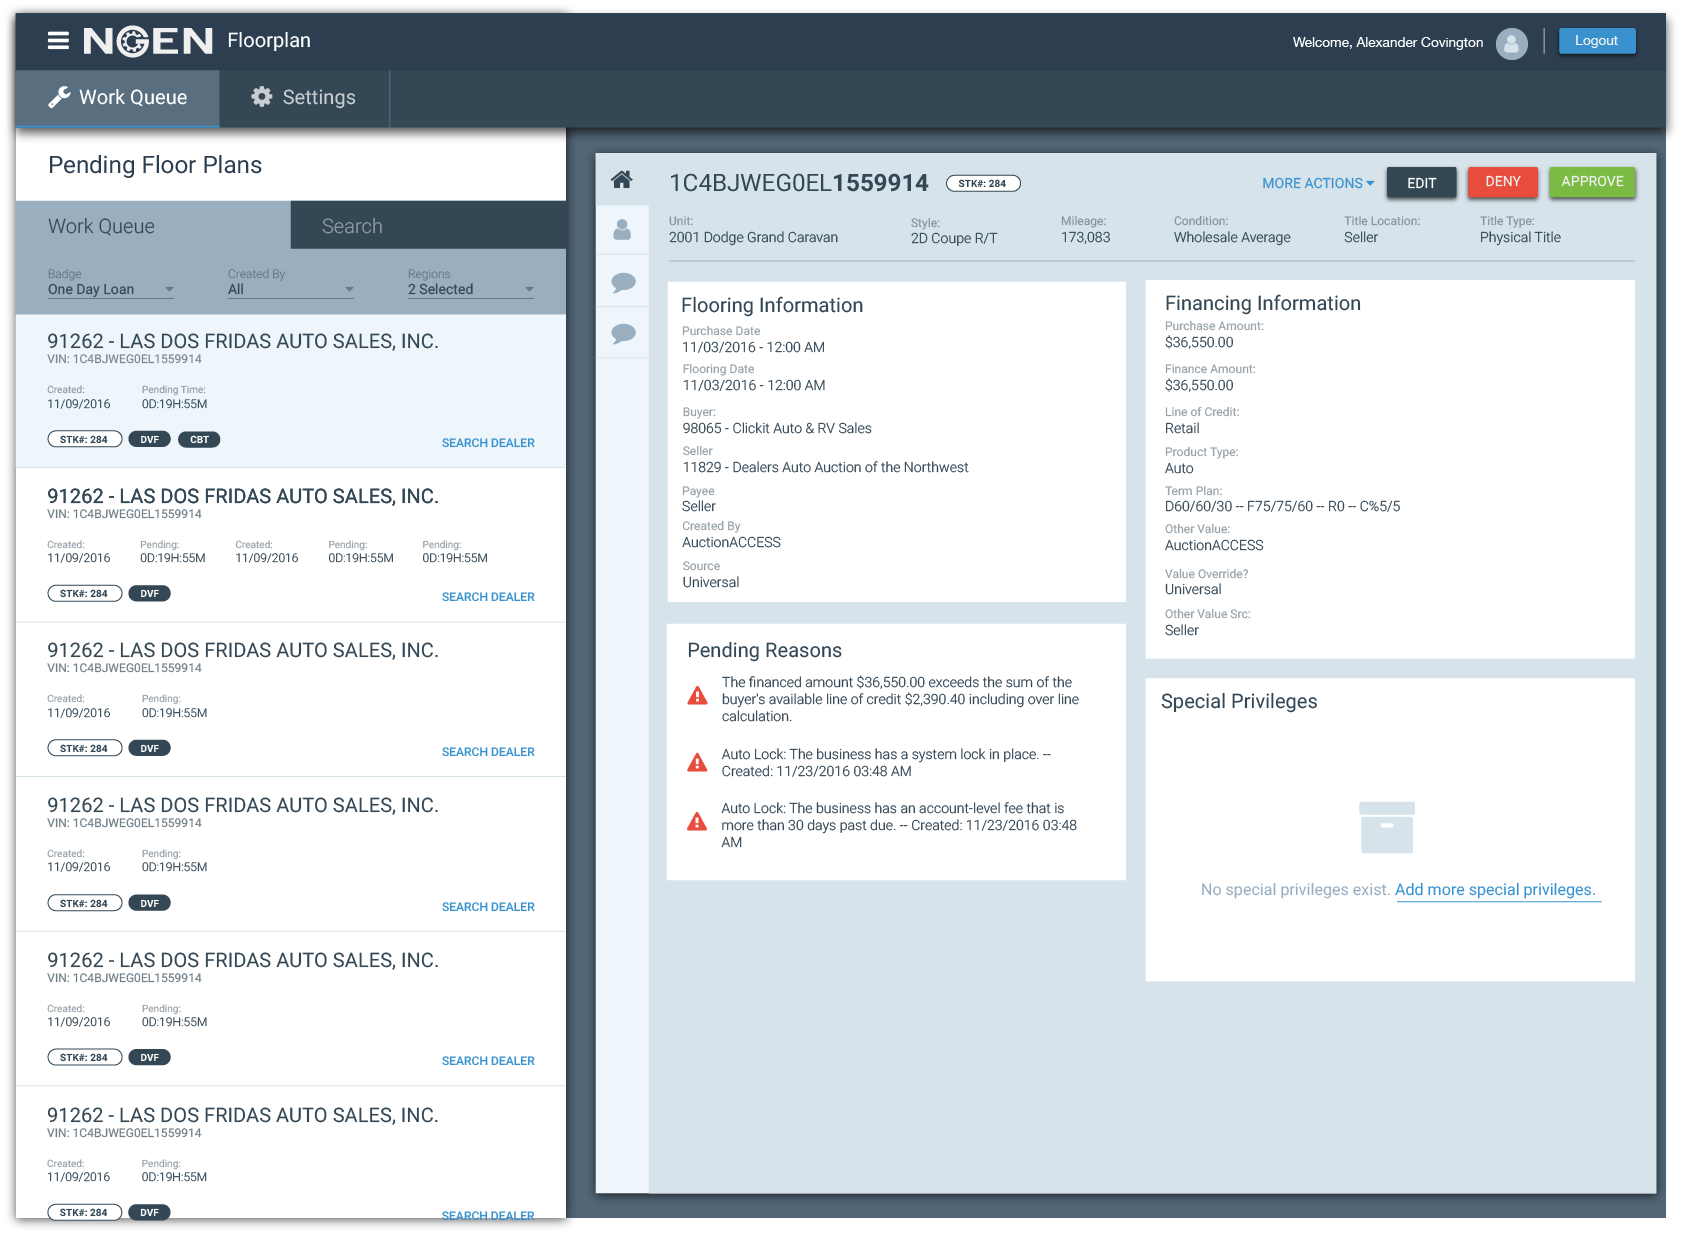 NGEN Floorplan
Welcome, Alexander Covington
Logout
Work Queue
Settings
Pending Floor Plans
Work Queue
Search
Badge
One Day Loan
Created By
All
Regions
2 Selected
91262 - LAS DOS FRIDAS AUTO SALES, INC.
VIN: 1C4BJWEG0EL1559914
Created: Pending Time:
11/09/2016 0D:19H:55M
STK#: 284 DVF CBT
SEARCH DEALER
91262 - LAS DOS FRIDAS AUTO SALES, INC.
VIN: 1C4BJWEG0EL1559914
Created: Pending: Created: Pending: Pending:
11/09/2016 0D:19H:55M 11/09/2016 0D:19H:55M 0D:19H:55M
STK#: 284 DVF
SEARCH DEALER
91262 - LAS DOS FRIDAS AUTO SALES, INC.
VIN: 1C4BJWEG0EL1559914
Created: Pending:
11/09/2016 0D:19H:55M
STK#: 284 DVF
SEARCH DEALER
91262 - LAS DOS FRIDAS AUTO SALES, INC.
VIN: 1C4BJWEG0EL1559914
Created: Pending:
11/09/2016 0D:19H:55M
STK#: 284 DVF
SEARCH DEALER
91262 - LAS DOS FRIDAS AUTO SALES, INC.
VIN: 1C4BJWEG0EL1559914
Created: Pending:
11/09/2016 0D:19H:55M
STK#: 284 DVF
SEARCH DEALER
91262 - LAS DOS FRIDAS AUTO SALES, INC.
VIN: 1C4BJWEG0EL1559914
Created: Pending:
11/09/2016 0D:19H:55M
STK#: 284 DVF
SEARCH DEALER
1C4BJWEG0EL1559914
STK#: 284
MORE ACTIONS
EDIT
DENY
APPROVE
Unit:
2001 Dodge Grand Caravan
Style:
2D Coupe R/T
Mileage:
173,083
Condition:
Wholesale Average
Title Location:
Seller
Title Type:
Physical Title
Flooring Information
Purchase Date
11/03/2016 - 12:00 AM
Flooring Date
11/03/2016 - 12:00 AM
Buyer:
98065 - Clickit Auto & RV Sales
Seller
11829 - Dealers Auto Auction of the Northwest
Payee
Seller
Created By
AuctionACCESS
Source
Universal
Financing Information
Purchase Amount:
$36,550.00
Finance Amount:
$36,550.00
Line of Credit:
Retail
Product Type:
Auto
Term Plan:
D60/60/30 -- F75/75/60 -- R0 -- C%5/5
Other Value:
AuctionACCESS
Value Override?
Universal
Other Value Src:
Seller
Pending Reasons
The financed amount $36,550.00 exceeds the sum of the
buyer's available line of credit $2,390.40 including over line
calculation.
Auto Lock: The business has a system lock in place. --
Created: 11/23/2016 03:48 AM
Auto Lock: The business has an account-level fee that is
more than 30 days past due. -- Created: 11/23/2016 03:48
AM
Special Privileges
No special privileges exist. Add more special privileges.